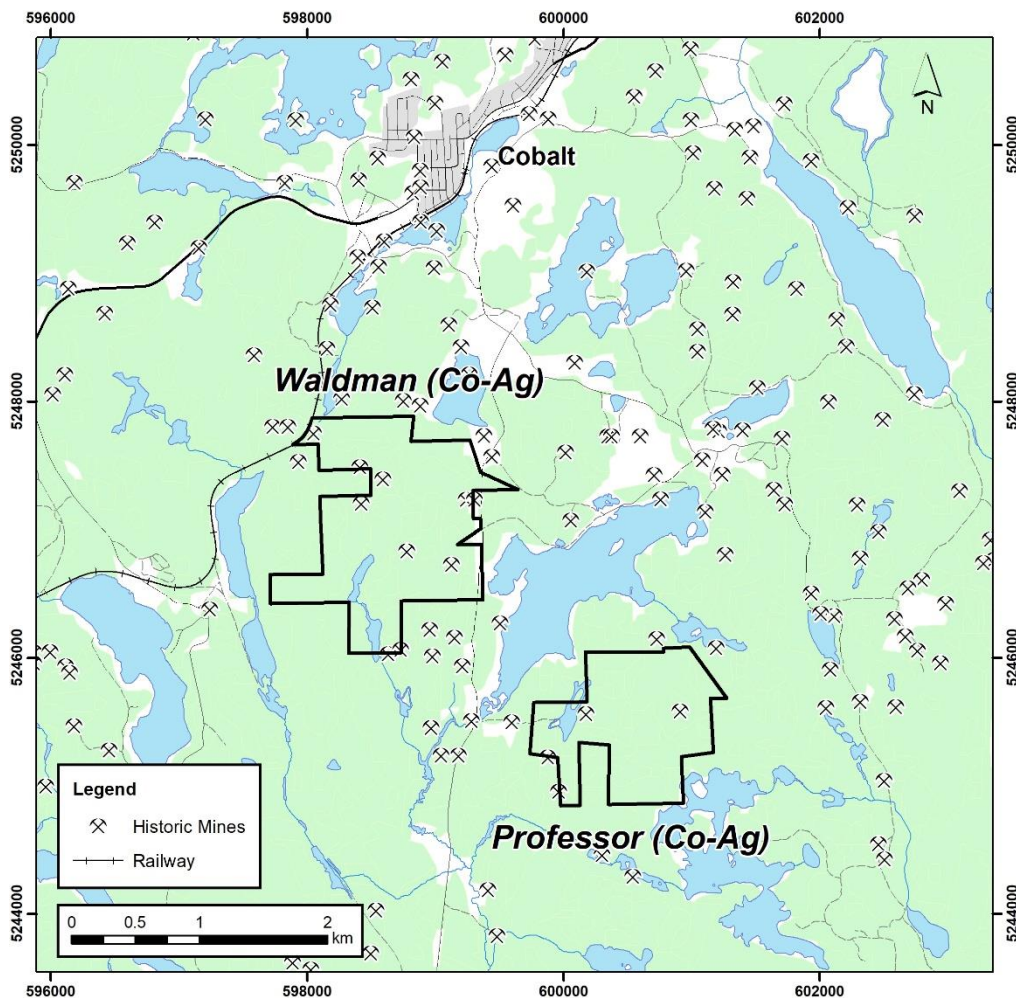 596000 598000 600000 602000
N
5250000 5250000
Cobalt
5248000 5248000
Waldman (Co-Ag)
5246000 5246000
Legend
Historic Mines
Railway
Professor (Co-Ag)
5244000 5244000
0 0.5 1 2
km
596000 598000 600000 602000